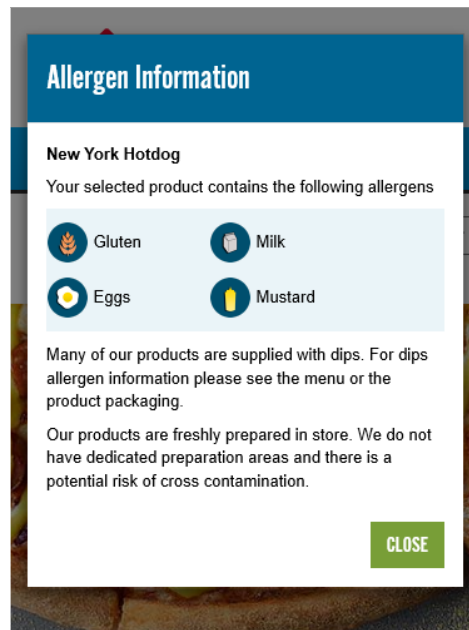 Allergen Information
New York Hotdog
Your selected product contains the following allergens
Gluten
Milk
Eggs
Mustard
Many of our products are supplied with dips. For dips
allergen information please see the menu or the
product packaging.
Our products are freshly prepared in store. We do not
have dedicated preparation areas and there is a
potential risk of cross contamination.
CLOSE